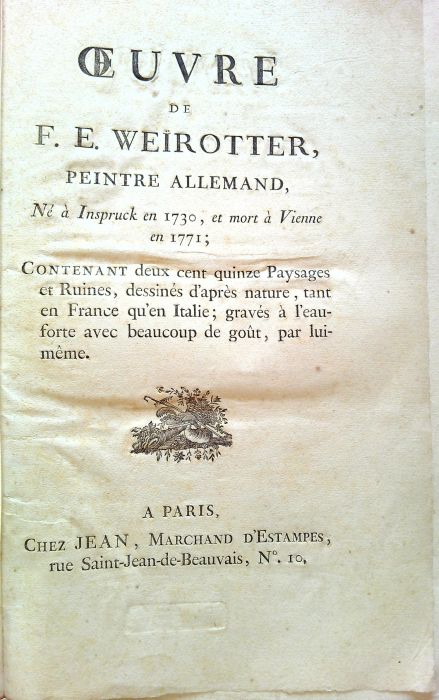 ŒUVRE
DE
F. E. WEÏROTTER,
PEINTRE ALLEMAND,
Né à Inspruck en 1730, et mort à Vienne
en 1771;
CONTENANT deux cent quinze Paysages
et Ruines, dessinés d'après nature, tant
en France qu'en Italie; gravés à l'eau-
forte avec beaucoup de goût, par lui-
même.
A PARIS,
CHEZ JEAN, MARCHAND D'ESTAMPES,
rue Saint-Jean-de-Beauvais, N°. 10.